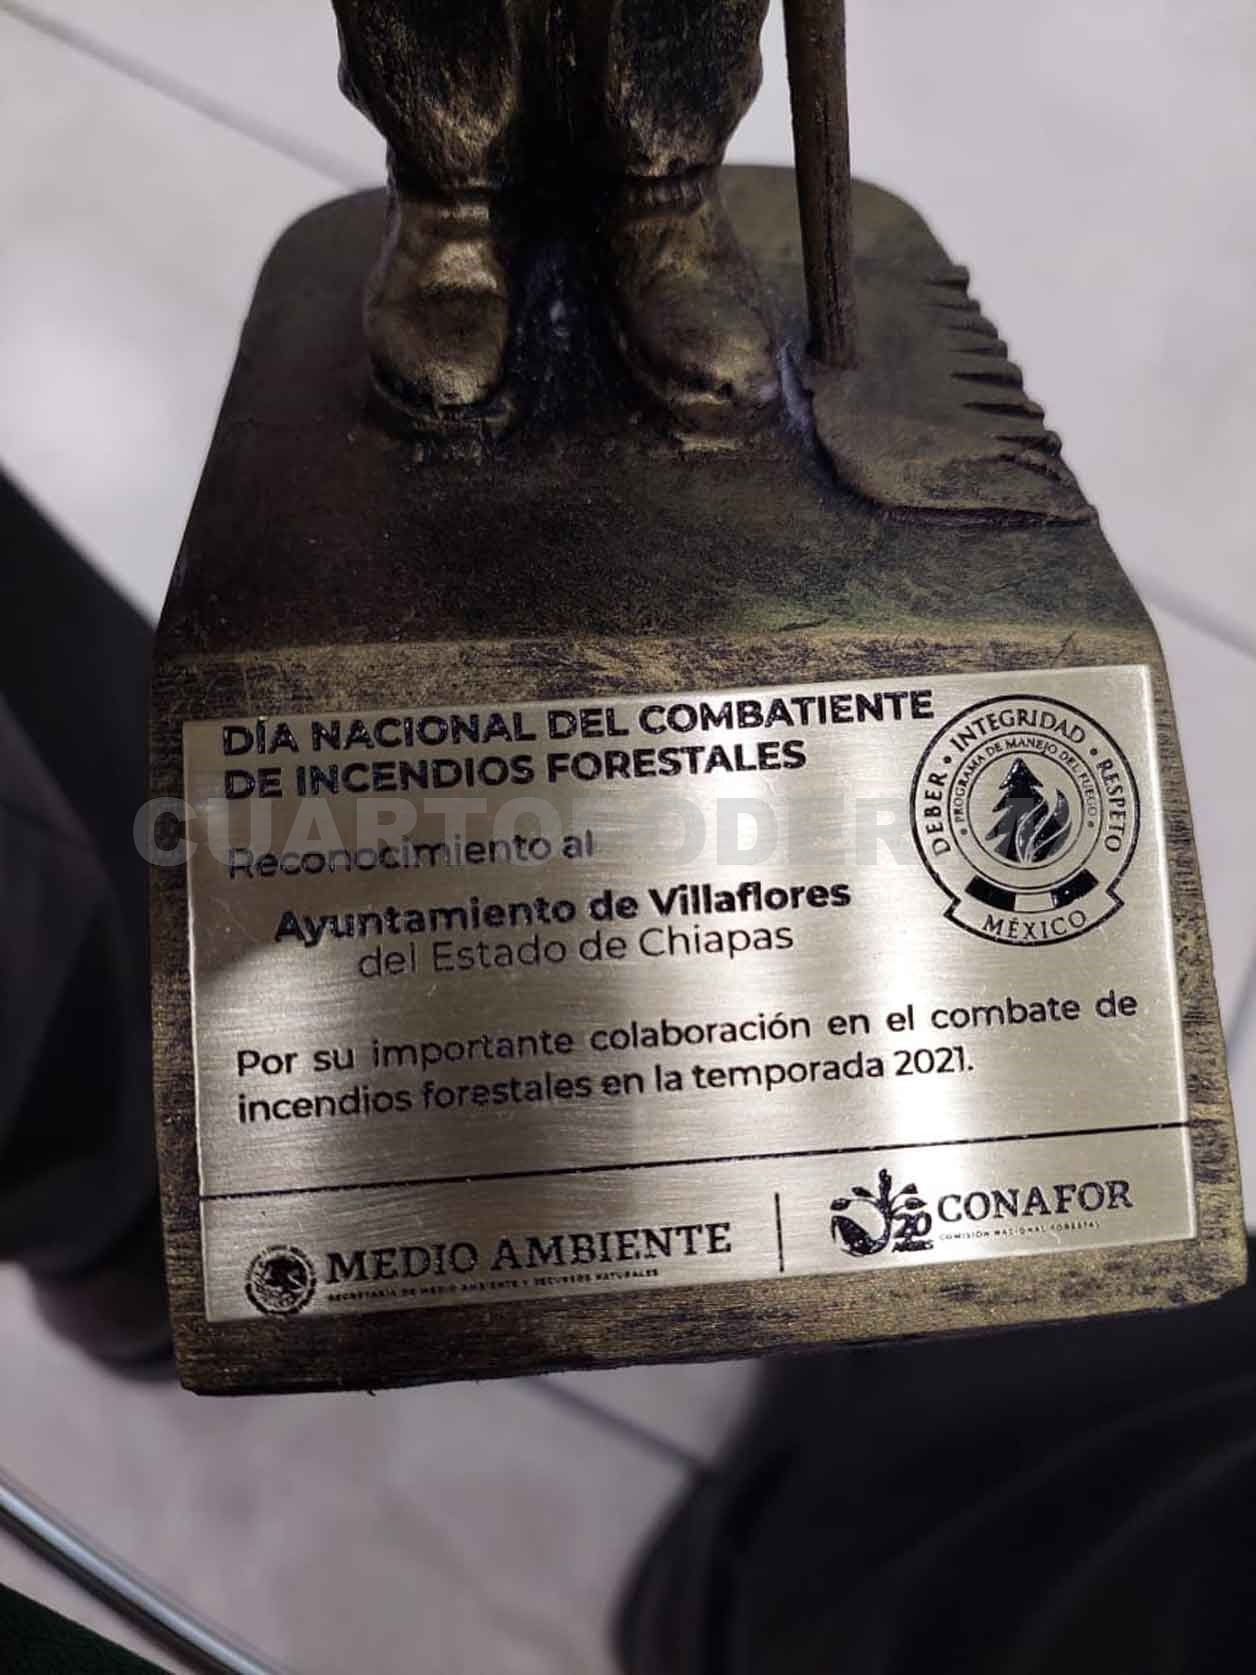 DÍA NACIONAL DEL COMBATIENTE
DE INCENDIOS FORESTALES
Reconocimiento al
Ayuntamiento de Villaflores
del Estado de Chiapas
Por su importante colaboración en el combate de
incendios forestales en la temporada 2021.
DEBER • INTEGRIDAD • RESPETO
• PROGRAMA DE MANEJO DEL FUEGO •
MÉXICO
MEDIO AMBIENTE
SECRETARÍA DE MEDIO AMBIENTE Y RECURSOS NATURALES
20
AÑOS
CONAFOR
COMISIÓN NACIONAL FORESTAL
CUARTOPODER.MX